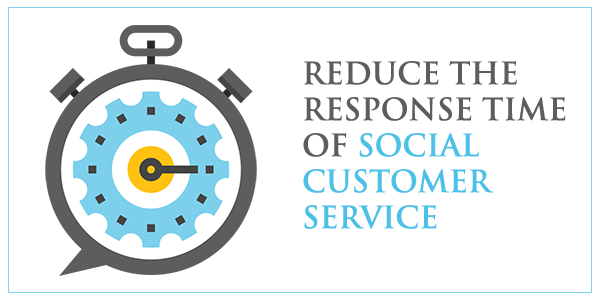 REDUCE THE
RESPONSE TIME
OF SOCIAL
CUSTOMER
SERVICE